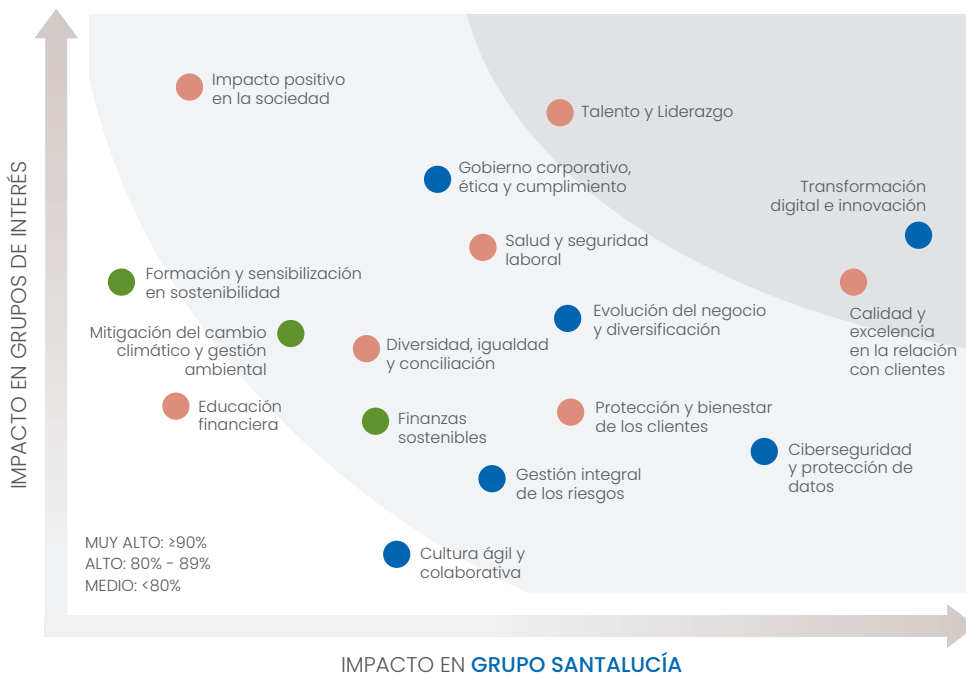 IMPACTO EN GRUPOS DE INTERÉS
Impacto positivo
en la sociedad
Talento y Liderazgo
Gobierno corporativo,
ética y cumplimiento
Transformación
digital e innovación
Salud y seguridad
laboral
Formación y sensibilización
en sostenibilidad
Evolución del negocio
y diversificación
Calidad y
excelencia
en la relación
con clientes
Mitigación del cambio
climático y gestión
ambiental
Diversidad, igualdad
y conciliación
Educación
financiera
Finanzas
sostenibles
Protección y bienestar
de los clientes
Ciberseguridad
y protección de
datos
Gestión integral
de los riesgos
Cultura ágil y
colaborativa
MUY ALTO: ≥90%
ALTO: 80% - 89%
MEDIO: <80%
IMPACTO EN GRUPO SANTALUCÍA